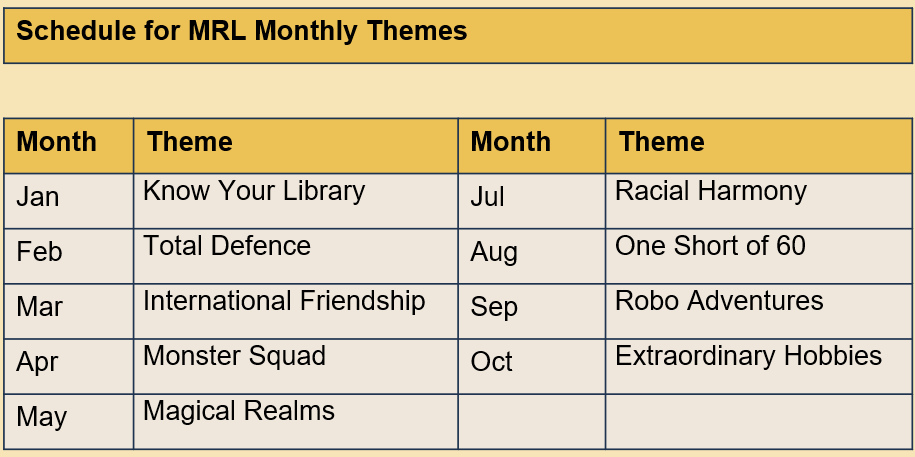 Schedule for MRL Monthly Themes
Month Theme Month Theme
Jan Know Your Library Jul Racial Harmony
Feb Total Defence Aug One Short of 60
Mar International Friendship Sep Robo Adventures
Apr Monster Squad Oct Extraordinary Hobbies
May Magical Realms